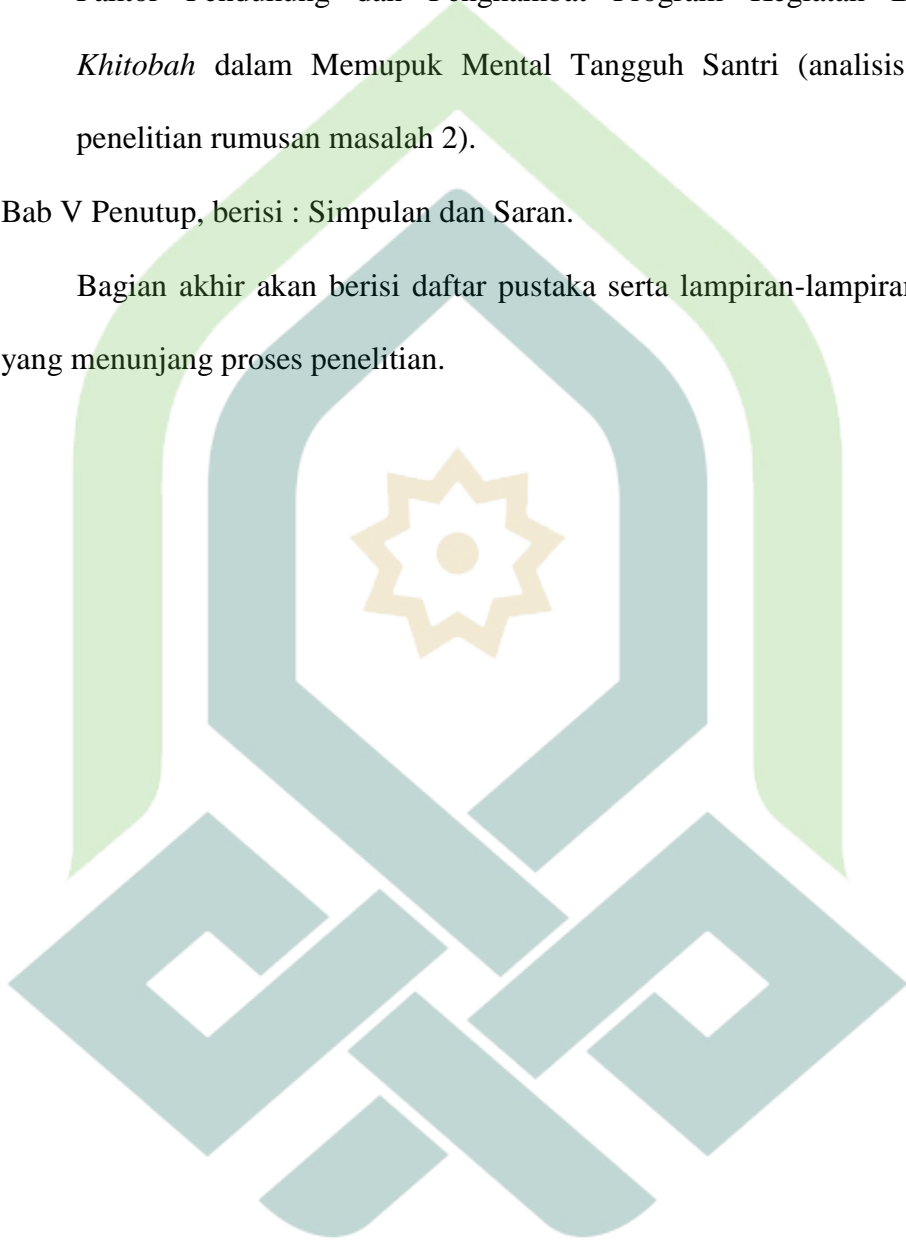 Faktor Pendukung dan Penghambat Program Kegiatan
Khitobah dalam Memupuk Mental Tangguh Santri (analisis
penelitian rumusan masalah 2).
Bab V Penutup, berisi : Simpulan dan Saran.
Bagian akhir akan berisi daftar pustaka serta lampiran-lampiran
yang menunjang proses penelitian.